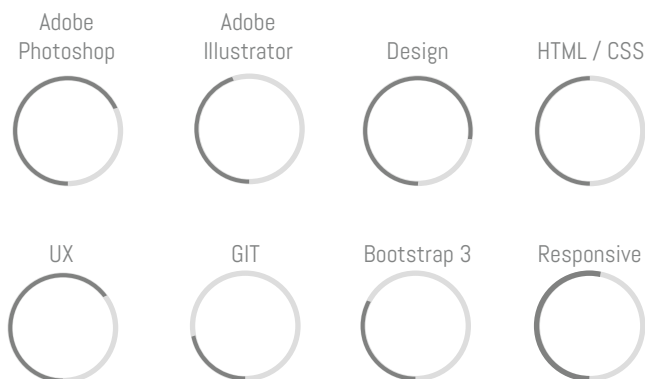 Adobe
Photoshop
Adobe
Illustrator
Design
HTML / CSS
UX
GIT
Bootstrap 3
Responsive